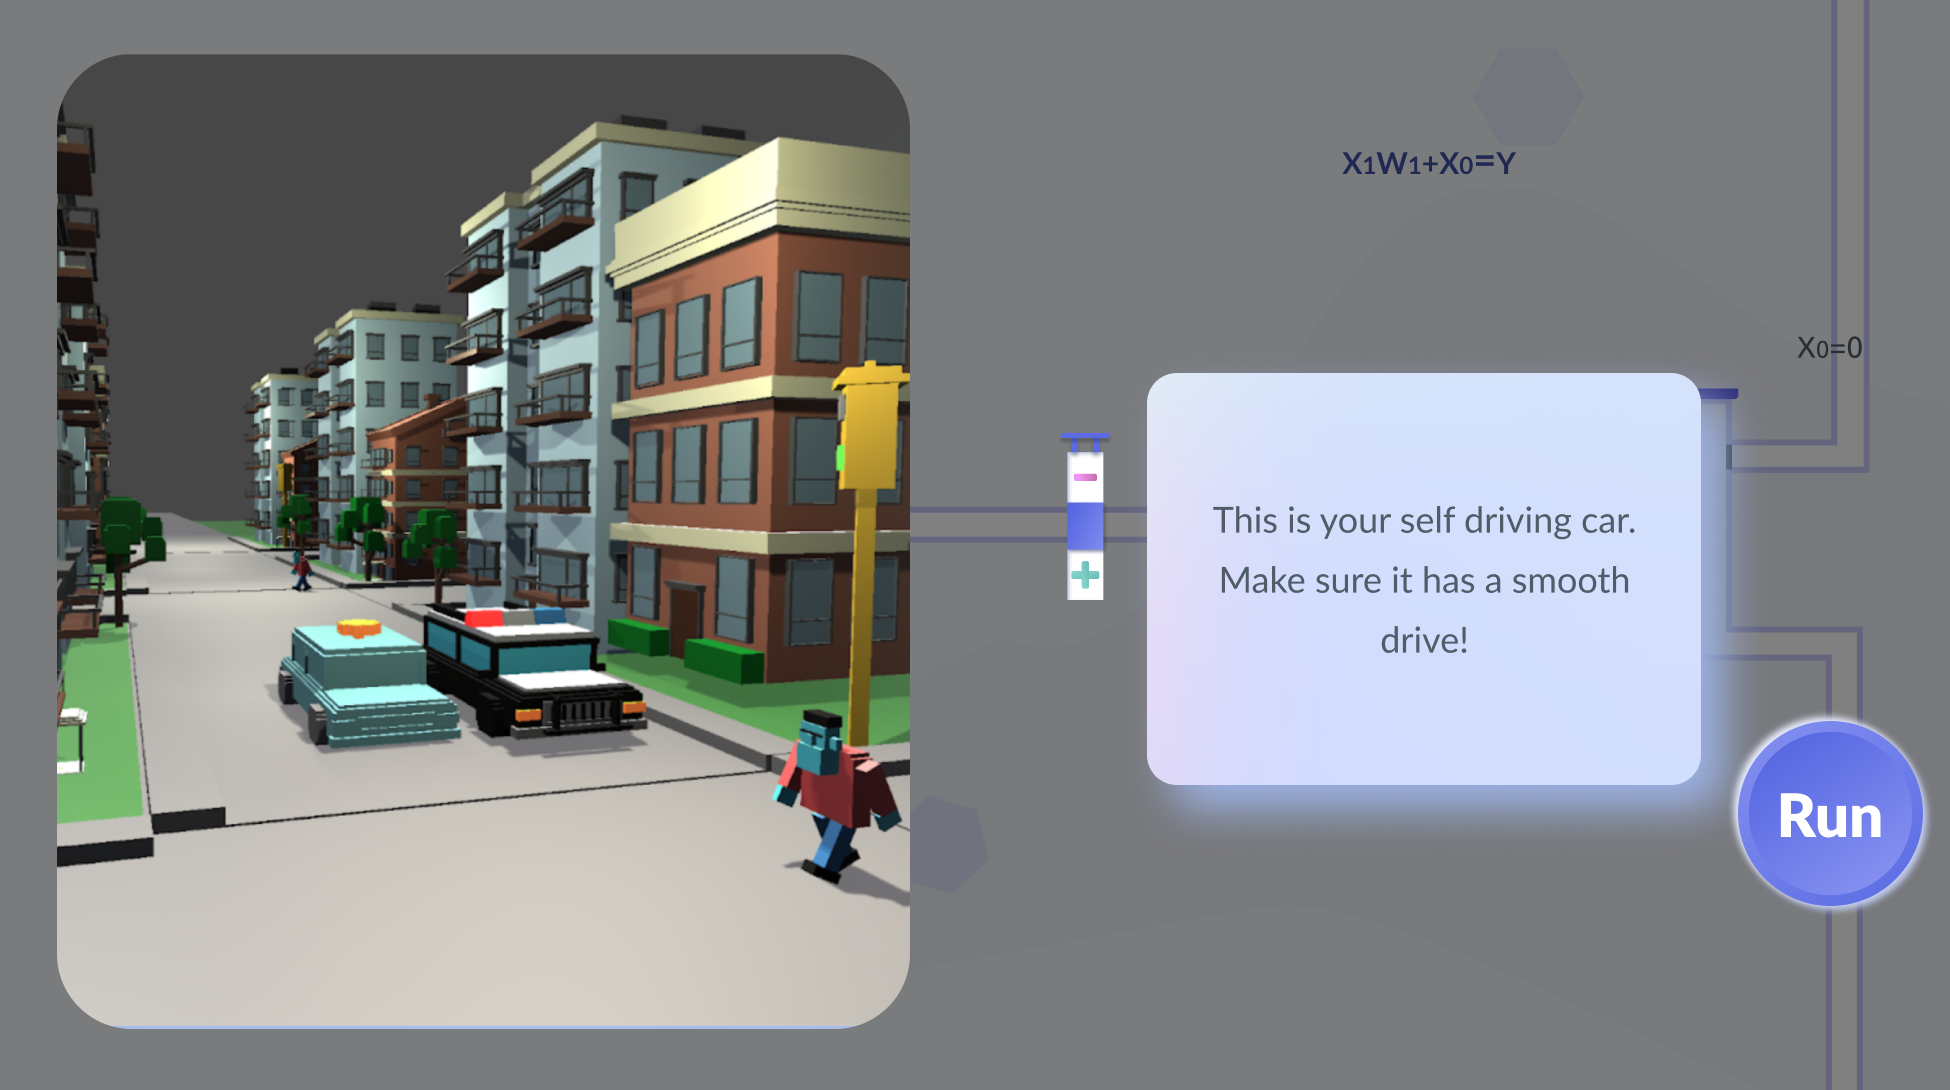 X1W1+X0=Y
X0=0
This is your self driving car.
Make sure it has a smooth
drive!
Run